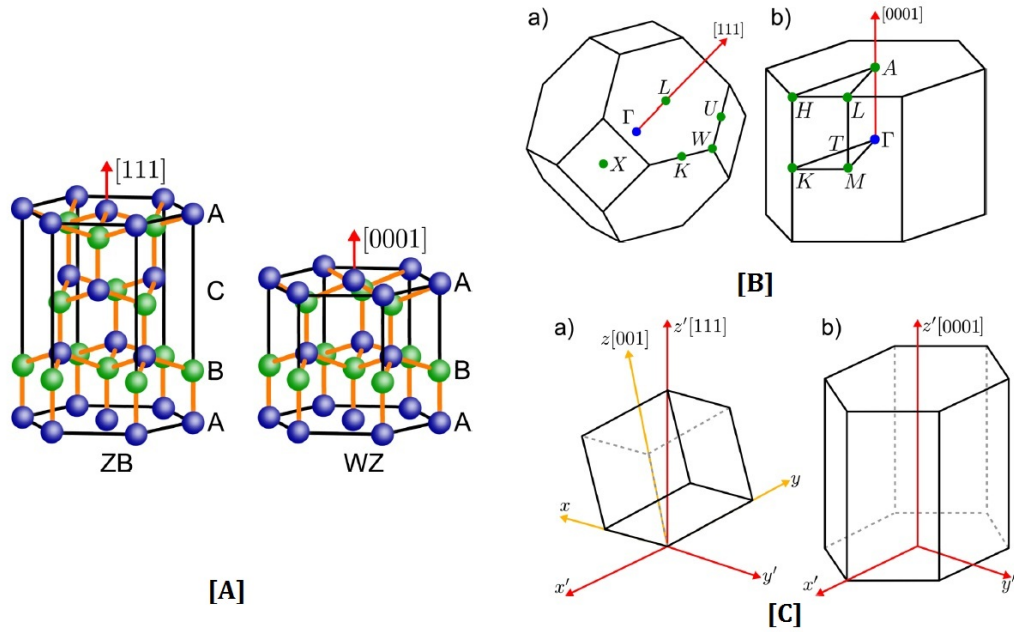 [111]
A
C
B
A
ZB
[0001]
A
B
A
WZ
[A]
a)
[111]
L
Γ
U
W
X
K
b)
[0001]
A
H
L
T
Γ
K
M
[B]
a)
z[001]
z′[111]
x
y
x′
y′
b)
z′[0001]
x′
y′
[C]